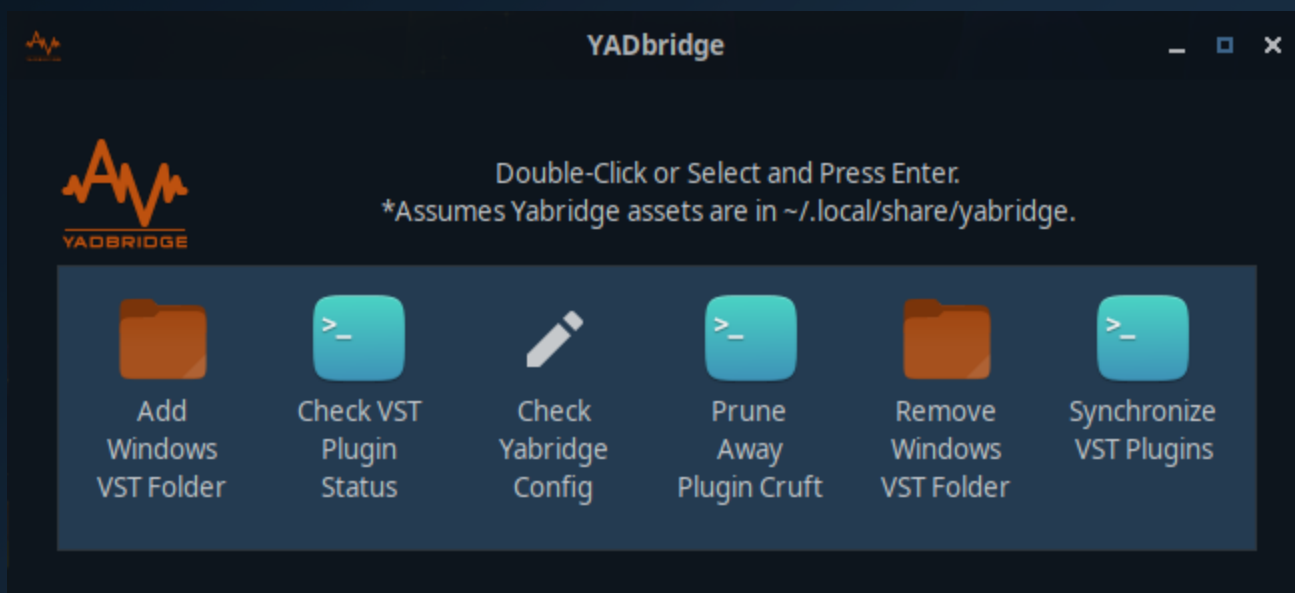 YADbridge
Double-Click or Select and Press Enter.
*Assumes Yabridge assets are in ~/.local/share/yabridge.
YADBRIDGE
>_
>_
>_
Add
Windows
VST Folder
Check VST
Plugin
Status
Check
Yabridge
Config
Prune
Away
Plugin Cruft
Remove
Windows
VST Folder
Synchronize
VST Plugins